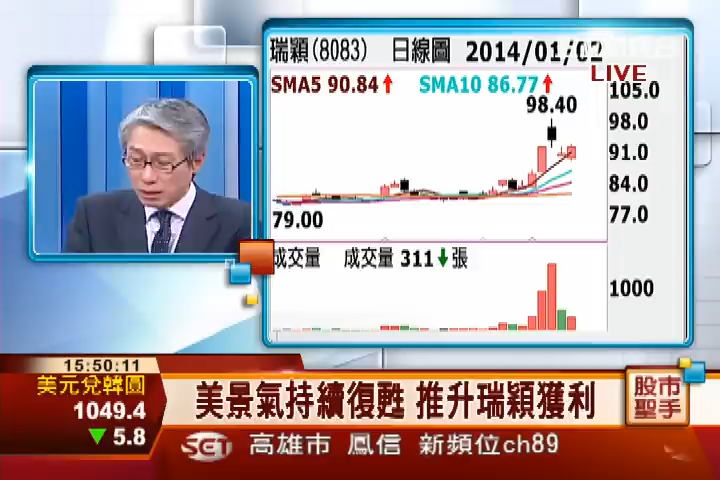 瑞穎(8083) 日線圖 2014/01/02
LIVE
SMA5 90.84↑ SMA10 86.77↑
98.40
105.0
98.0
91.0
84.0
77.0
79.00
成交量 成交量 311↓張
1000
15:50:11
美元兌韓圓
1049.4
▼5.8
美景氣持續復甦 推升瑞穎獲利
股市
聖手
SET 高雄市 鳳信 新頻位ch89